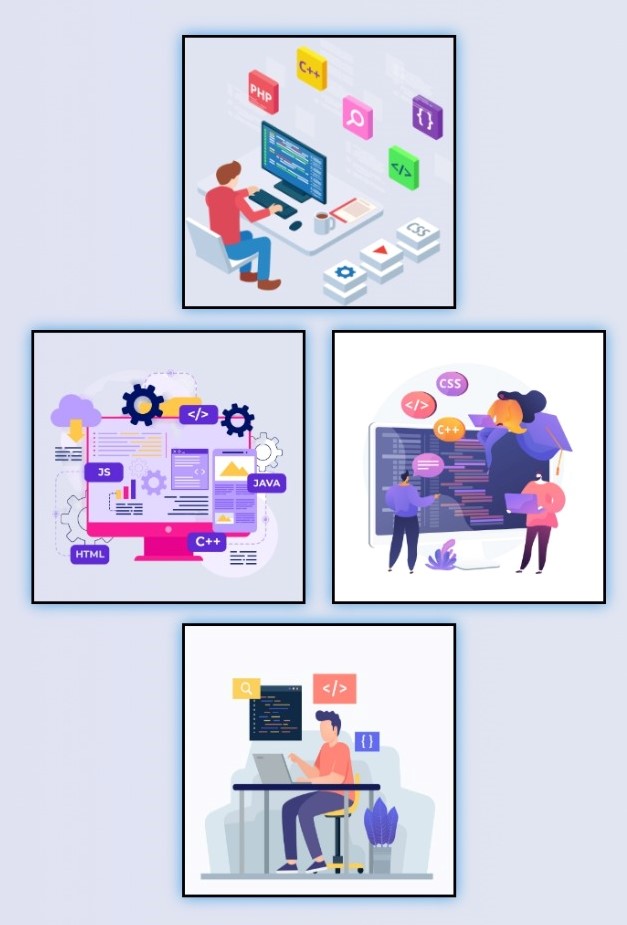 C++
PHP
{ }
</>
CSS
</>
JS
JAVA
C++
HTML
CSS
</>
C++
</>
{ }